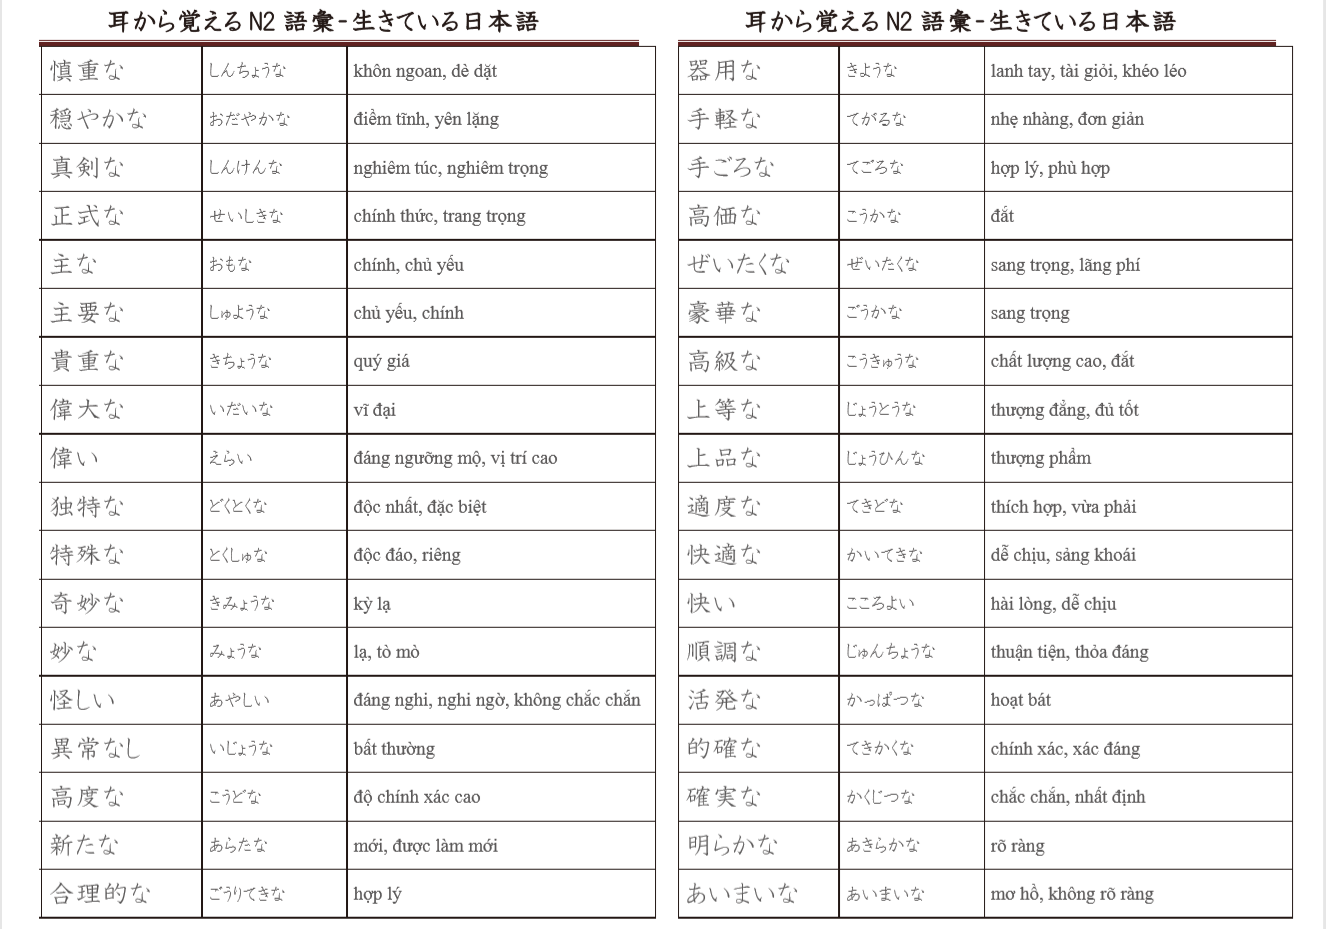 耳から覚える N2 語彙 - 生きている日本語
慎重な しんちょうな khôn ngoan, dè dặt
穏やかな おだやかな điềm tĩnh, yên lặng
真剣な しんけんな nghiêm túc, nghiêm trọng
正式な せいしきな chính thức, trang trọng
主な おもな chính, chủ yếu
主要な しゅような chủ yếu, chính
貴重な きちょうな quý giá
偉大な いだいな vĩ đại
偉い えらい đáng ngưỡng mộ, vị trí cao
独特な どくとくな độc nhất, đặc biệt
特殊な とくしゅな độc đáo, riêng
奇妙な きみょうな kỳ lạ
妙な みょうな lạ, tò mò
怪しい あやしい đáng nghi, nghi ngờ, không chắc chắn
異常なし いじょうな bất thường
高度な こうどな độ chính xác cao
新たな あらたな mới, được làm mới
合理的な ごうりてきな hợp lý
耳から覚える N2 語彙 - 生きている日本語
器用な きような lanh tay, tài giỏi, khéo léo
手軽な てがるな nhẹ nhàng, đơn giản
手ごろな てごろな hợp lý, phù hợp
高価な こうかな đắt
ぜいたくな ぜいたくな sang trọng, lãng phí
豪華な ごうかな sang trọng
高級な こうきゅうな chất lượng cao, đắt
上等な じょうとうな thượng đẳng, đủ tốt
上品な じょうひんな thượng phẩm
適度な てきどな thích hợp, vừa phải
快適な かいてきな dễ chịu, sảng khoái
快い こころよい hài lòng, dễ chịu
順調な じゅんちょうな thuận tiện, thỏa đáng
活発な かっぱつな hoạt bát
的確な てきかくな chính xác, xác đáng
確実な かくじつな chắc chắn, nhất định
明らかな あきらかな rõ ràng
あいまいな あいまいな mơ hồ, không rõ ràng